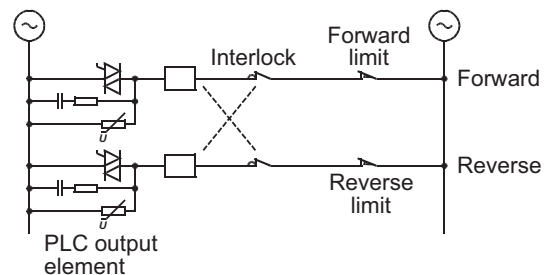 Interlock
Forward
limit
Forward
U
Reverse
Reverse
limit
U
PLC output
element